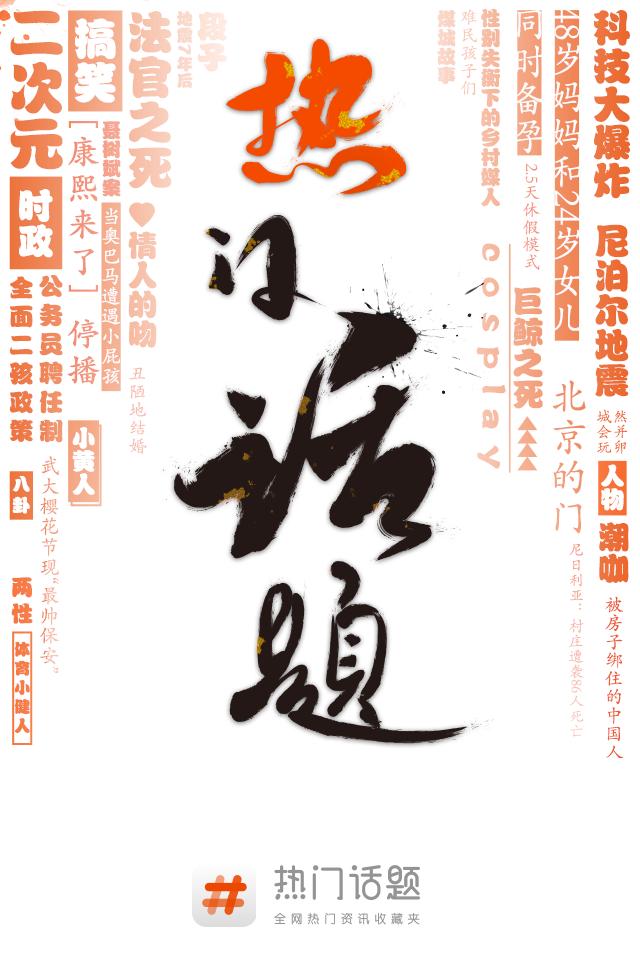 科技大爆炸
尼泊尔地震
然并卵
城会玩
人物
潮咖
被房子绑住的中国人
48岁妈妈和24岁女儿
同时备孕
25天休假模式
巨鲸之死
北京的门
尼日利亚：村庄遭袭86人死亡
性别失衡下的乡村媒人
难民孩子们
煤城故事
cosplay
热
门
话
题
段子
地震7年后
法官之死
情人的吻
丑陋地结婚
搞笑
聂树斌案
当奥巴马遭遇小屁孩
[康熙来了]停播
小黄人
二次元
时政
公务员聘任制
全面二孩政策
八卦
武大樱花节现“最帅保安”
两性
体育小健人
#
热门话题
全网热门资讯收藏夹